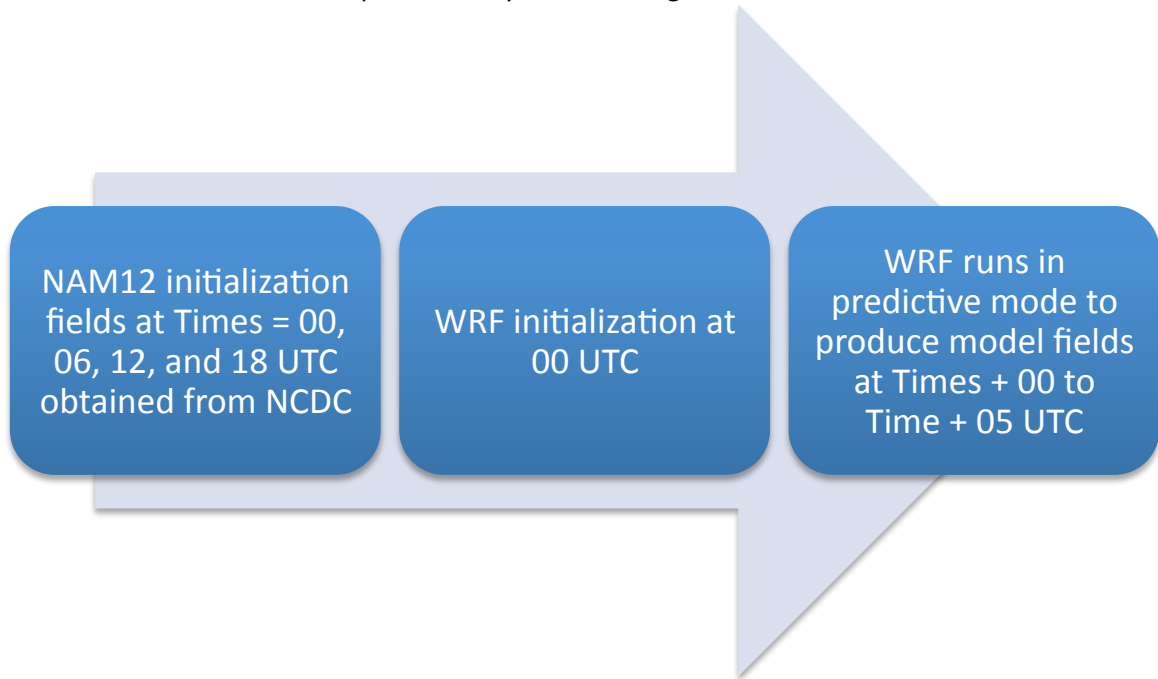 NAM12 initialization
fields at Times = 00,
06, 12, and 18 UTC
obtained from NCDC
WRF initialization at
00 UTC
WRF runs in
predictive mode to
produce model fields
at Times + 00 to
Time + 05 UTC